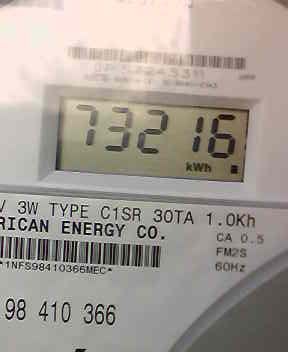 73216
kWh
V 3W TYPE C1SR 30TA 1.0Kh
RICAN ENERGY CO.
CA 0.5
FM2S
60Hz
*1NFS98410366MEC*
98 410 366